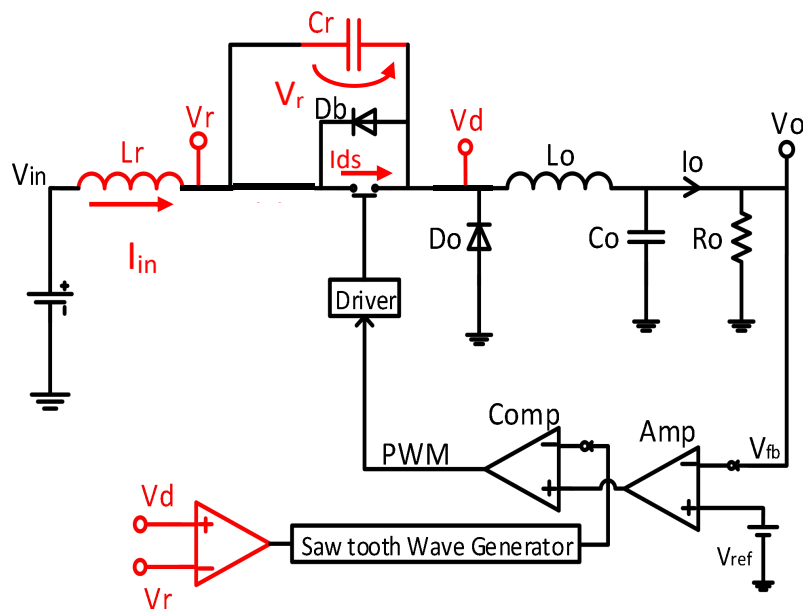 Cr
Vr
Db
Vr
Vd
Vo
Vin
Lr
Ids
Lo
Io
Iin
Do
Co
Ro
+
Driver
Comp
Amp
−
−
Vfb
PWM
+
+
Vd
+
Saw tooth Wave Generator
−
Vref
Vr